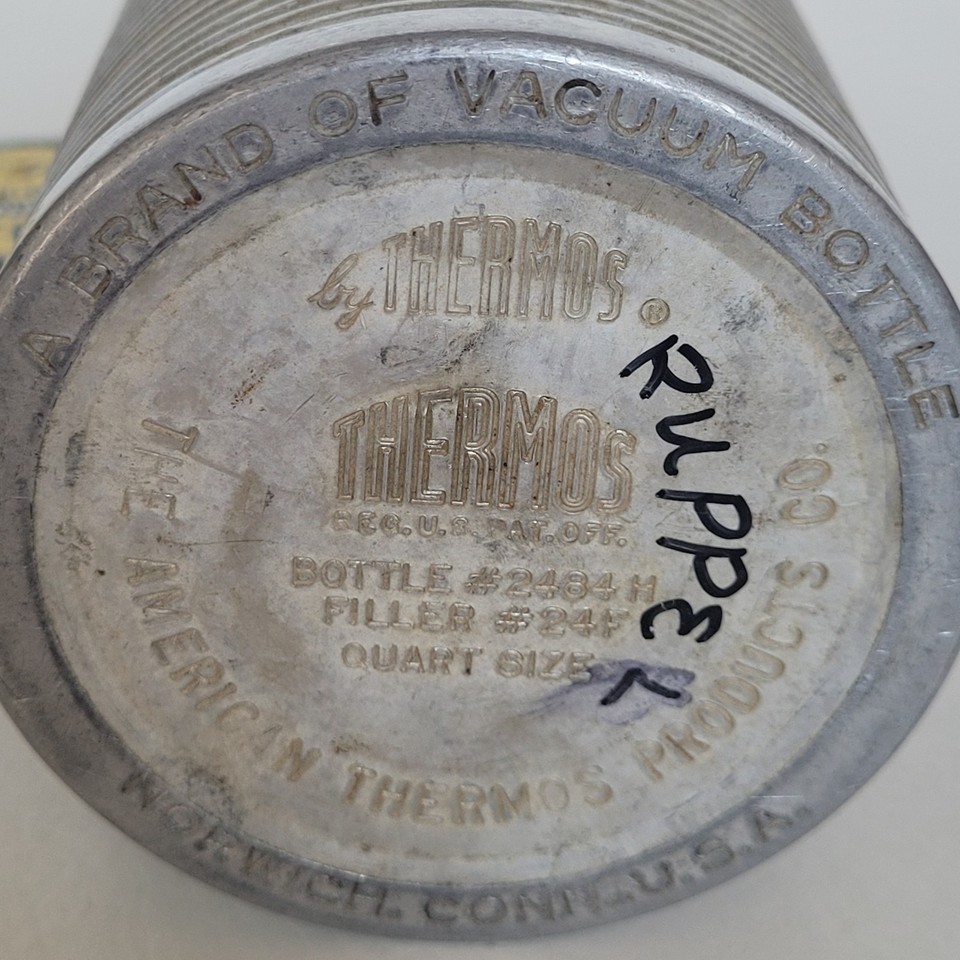 A BRAND OF VACUUM BOTTLE
by THERMOS ®
THERMOS
REG. U.S. PAT. OFF.
BOTTLE #2484 H
FILLER #24F
QUART SIZE
THE AMERICAN THERMOS PRODUCTS CO.
NORWICH, CONN., U.S.A.